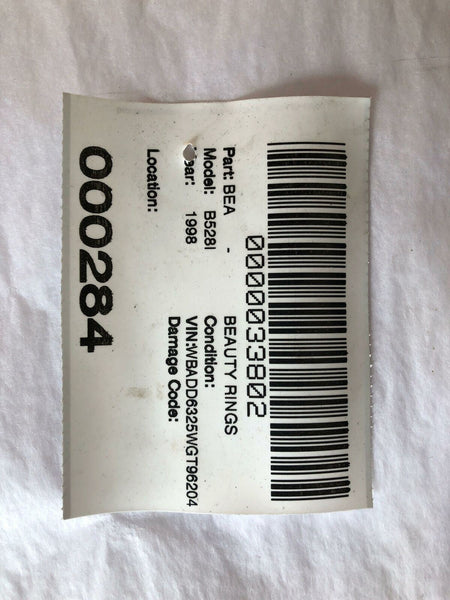 0000033802
Part: BEA - BEAUTY RINGS
Model: B528I Condition:
ear: 1998 VIN:WBADD6325WGT96204
Damage Code:
Location:
000284